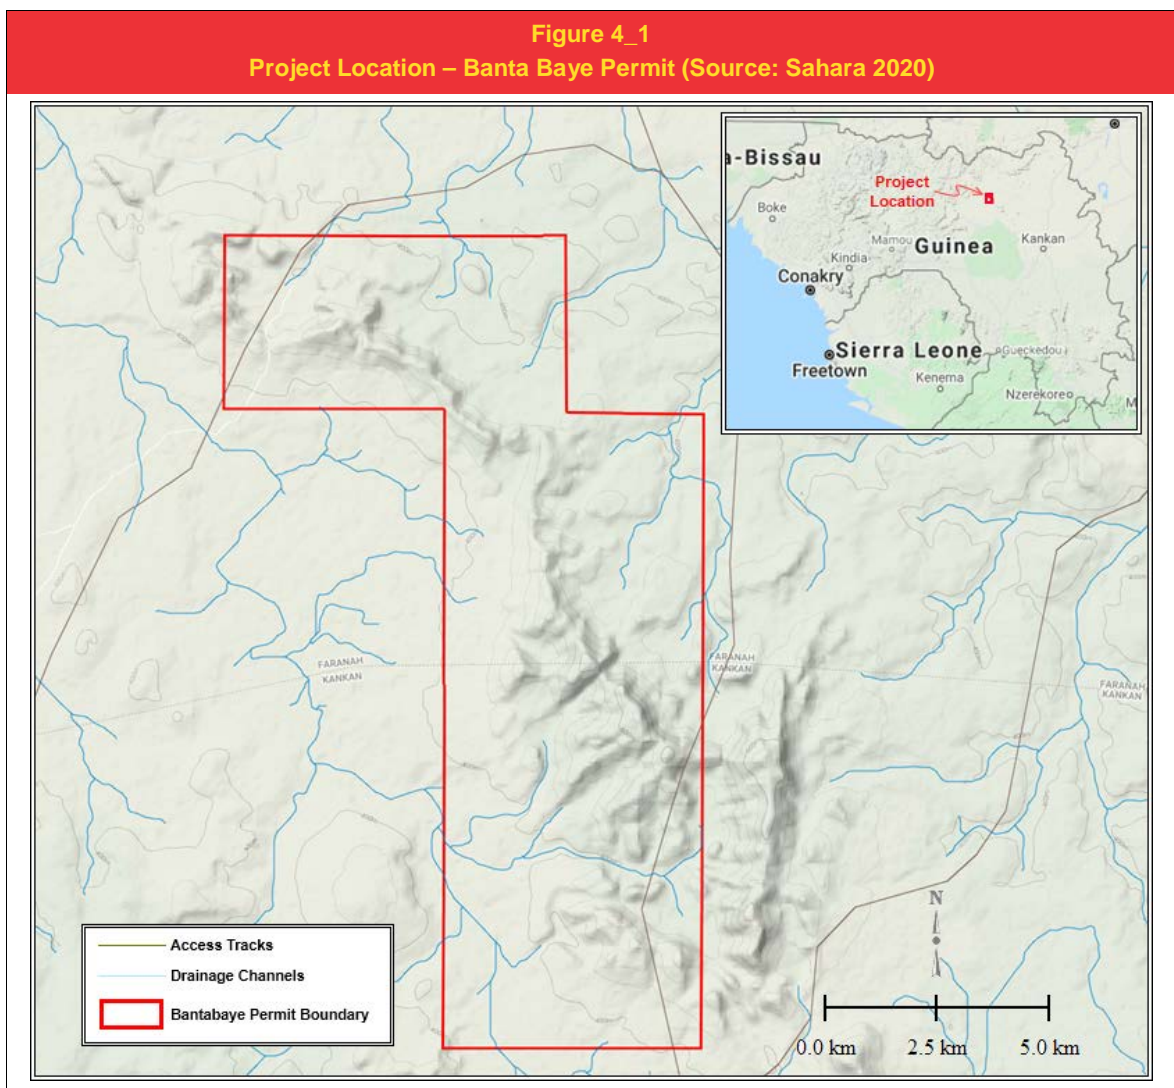 Figure 4_1
Project Location – Banta Baye Permit (Source: Sahara 2020)
a-Bissau
Boke
Project
Location
Mamou
Guinea
Kankan
Kindia
Conakry
Sierra Leone
Freetown
Gueckedou
Kenema
Nzerekore
M
FARANAH
KANKAN
FARANAH
KANKAN
FARANAH
KANKAN
Access Tracks
Drainage Channels
Bantabaye Permit Boundary
N
0.0 km 2.5 km 5.0 km